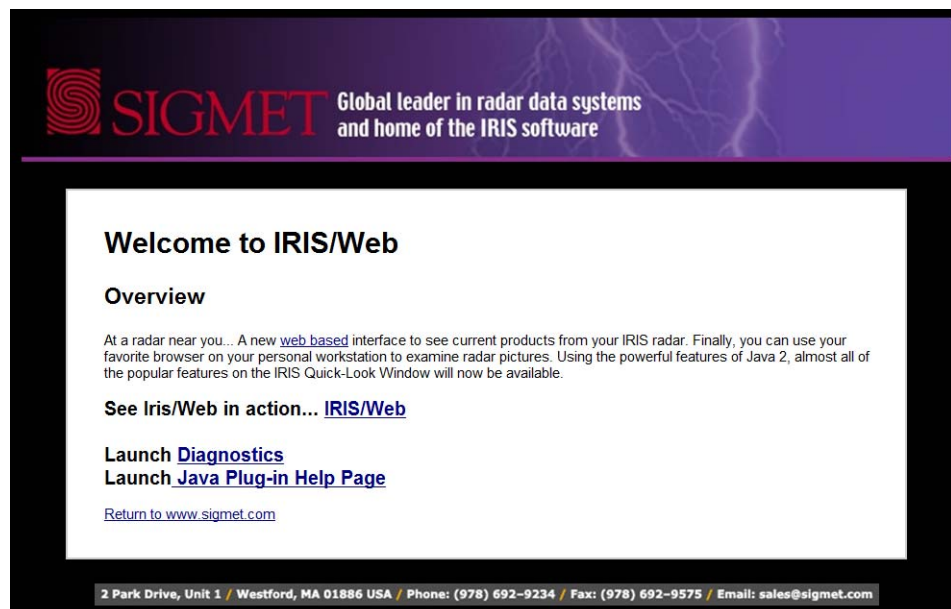 SIGMET
Global leader in radar data systems
and home of the IRIS software
Welcome to IRIS/Web
Overview
At a radar near you... A new web based interface to see current products from your IRIS radar. Finally, you can use your
favorite browser on your personal workstation to examine radar pictures. Using the powerful features of Java 2, almost all of
the popular features on the IRIS Quick-Look Window will now be available.
See Iris/Web in action... IRIS/Web
Launch Diagnostics
Launch Java Plug-in Help Page
Return to www.sigmet.com
2 Park Drive, Unit 1 / Westford, MA 01886 USA / Phone: (978) 692-9234 / Fax: (978) 692-9575 / Email: sales@sigmet.com